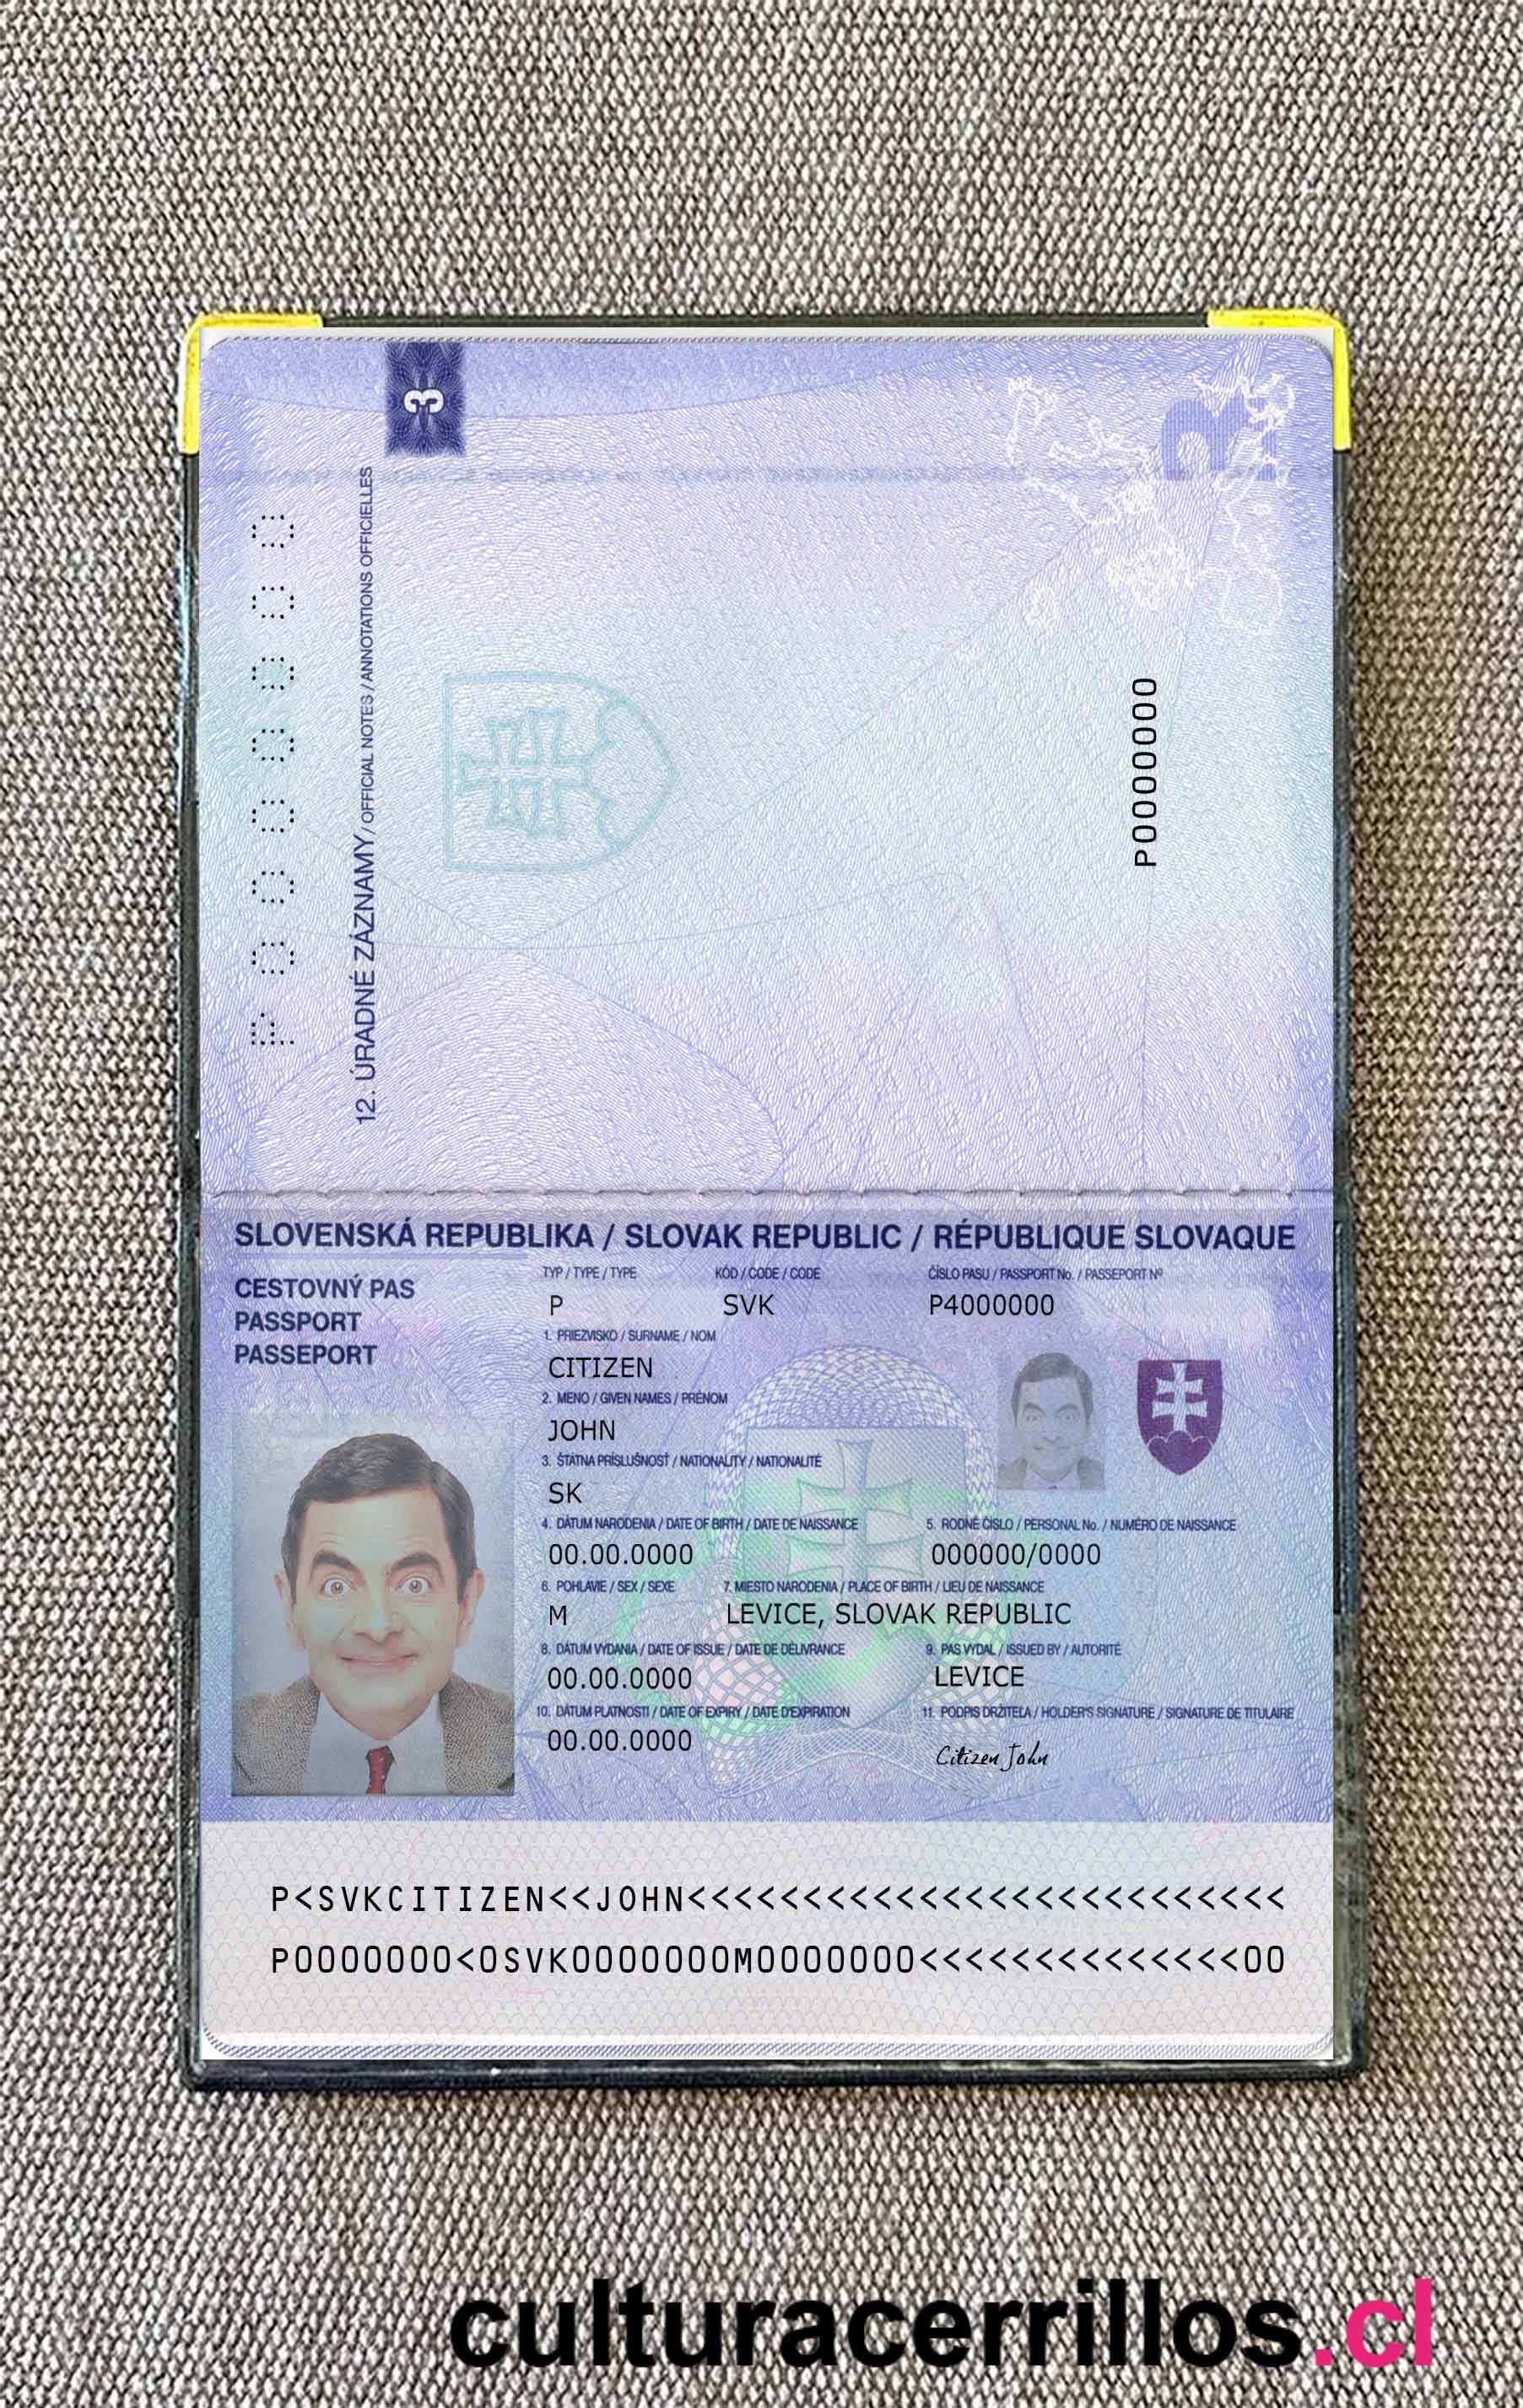 3
P0000000
12. ÚRADNÉ ZÁZNAMY / OFFICIAL NOTES / ANNOTATIONS OFFICIELLES
P0000000
SLOVENSKÁ REPUBLIKA / SLOVAK REPUBLIC / RÉPUBLIQUE SLOVAQUE
CESTOVNÝ PAS
PASSPORT
PASSEPORT
TYP / TYPE / TYPE KÓD / CODE / CODE ČÍSLO PASU / PASSPORT No. / PASSEPORT Nº
P SVK P4000000
1. PRIEZVISKO / SURNAME / NOM
CITIZEN
2. MENO / GIVEN NAMES / PRÉNOM
JOHN
3. ŠTÁTNA PRÍSLUŠNOSŤ / NATIONALITY / NATIONALITÉ
SK
4. DÁTUM NARODENIA / DATE OF BIRTH / DATE DE NAISSANCE 5. RODNÉ ČÍSLO / PERSONAL No. / NUMÉRO DE NAISSANCE
00.00.0000 000000/0000
6. POHLAVIE / SEX / SEXE 7. MIESTO NARODENIA / PLACE OF BIRTH / LIEU DE NAISSANCE
M LEVICE, SLOVAK REPUBLIC
8. DÁTUM VYDANIA / DATE OF ISSUE / DATE DE DÉLIVRANCE 9. PAS VYDAL / ISSUED BY / AUTORITÉ
00.00.0000 LEVICE
10. DÁTUM PLATNOSTI / DATE OF EXPIRY / DATE D'EXPIRATION 11. PODPIS DRŽITEĽA / HOLDER'S SIGNATURE / SIGNATURE DE TITULAIRE
00.00.0000 Citizen John
P<SVKCITIZEN<<JOHN<<<<<<<<<<<<<<<<<<<<<<<<<<
P0000000<0SVK0000000M0000000<<<<<<<<<<<<<<00
culturacerrillos.cl